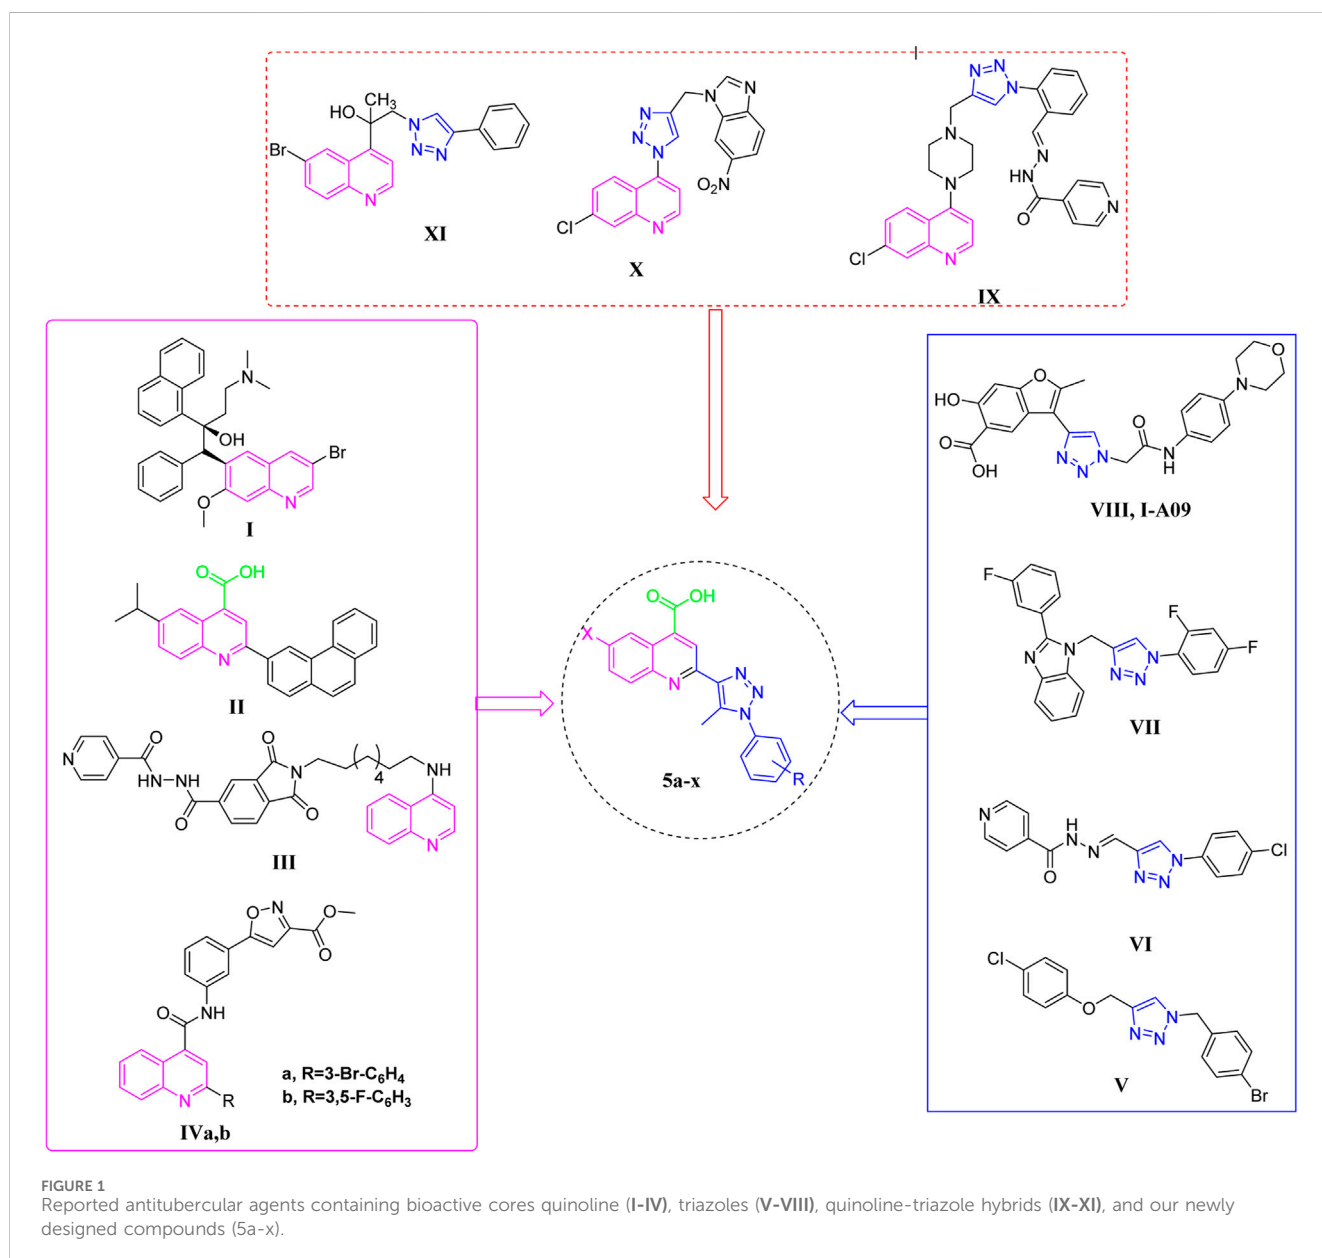 HO CH₃
Br
N
N
N
N
XI
N
N
N
N
N
NO₂
Cl
N
X
N
N
N
N
N
N
HN
O
N
Cl
N
IX
N
OH
Br
O
N
I
O
OH
N
II
N
O
NH-NH
O
O
N
O
4
NH
N
III
O N
O
O
O
NH
N
R
IVa,b
a, R=3-Br-C₆H₄
b, R=3,5-F-C₆H₃
O
OH
X
N
N
N
N
R
5a-x
O
N
O
HO
O
OH
N
N
N
O
NH
VIII, I-A09
F
N
N
N
N
N
F
F
VII
N
O
H
N
N
N
N
N
Cl
VI
Cl
O
N
N
N
Br
V
FIGURE 1
Reported antitubercular agents containing bioactive cores quinoline (I-IV), triazoles (V-VIII), quinoline-triazole hybrids (IX-XI), and our newly
designed compounds (5a-x).